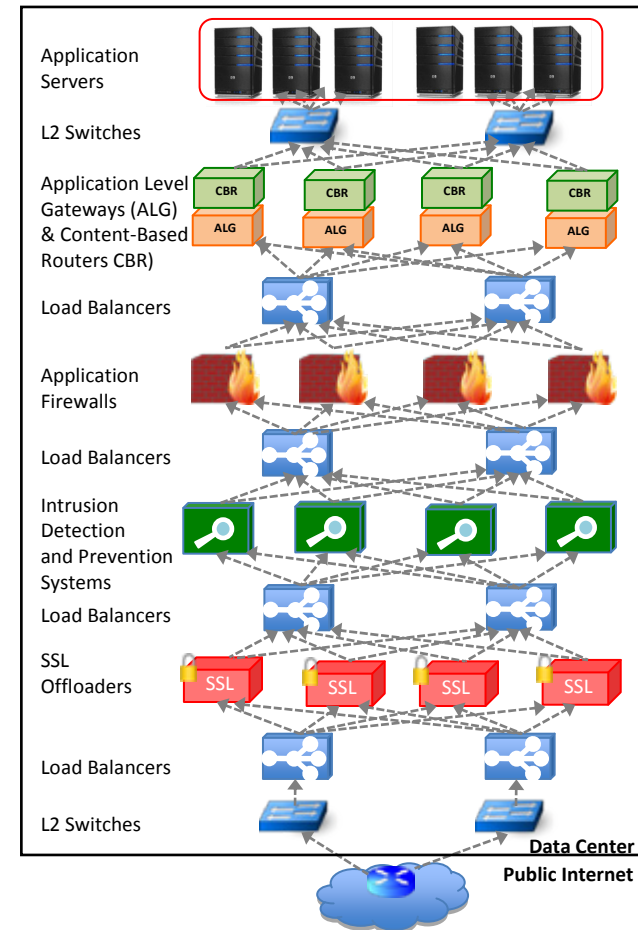 Application
Servers
L2 Switches
CBR
CBR
CBR
CBR
Application Level
Gateways (ALG)
& Content-Based
Routers CBR)
ALG
ALG
ALG
ALG
Load Balancers
Application
Firewalls
Load Balancers
Intrusion
Detection
and Prevention
Systems
Load Balancers
SSL
Offloaders
SSL
SSL
SSL
SSL
Load Balancers
L2 Switches
Data Center
Public Internet